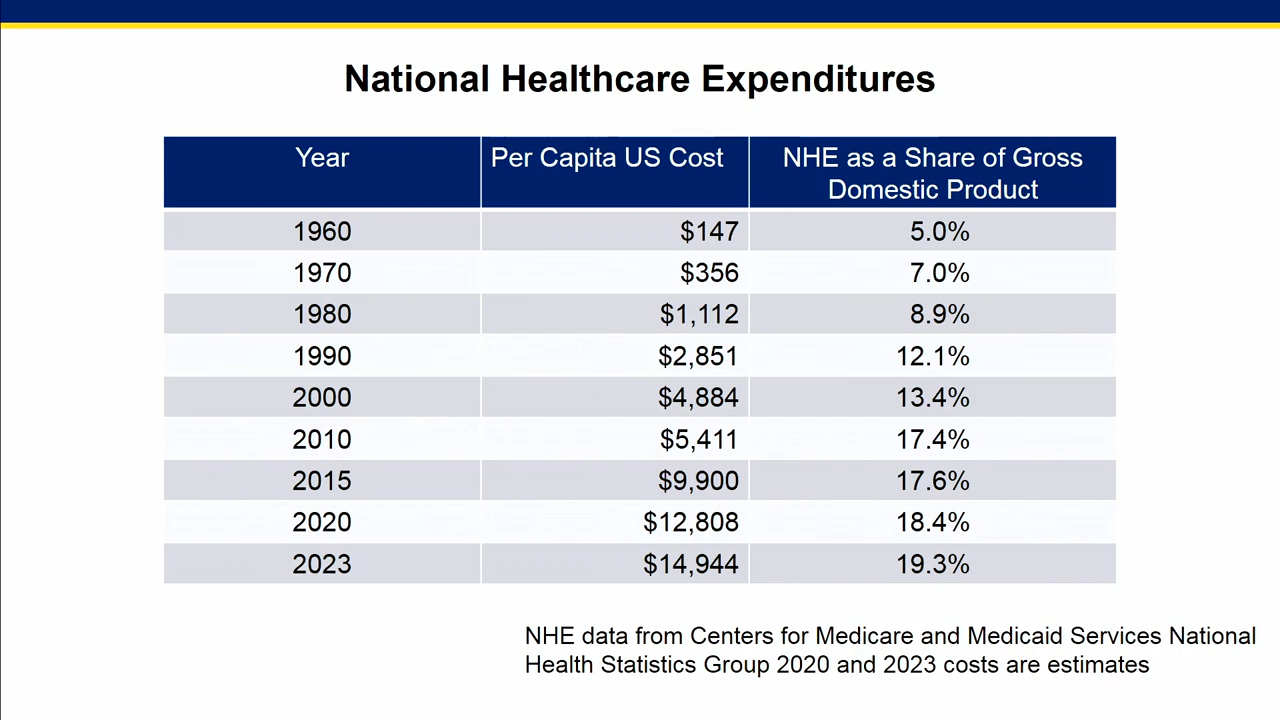 National Healthcare Expenditures
Year Per Capita US Cost NHE as a Share of Gross
Domestic Product
1960 $147 5.0%
1970 $356 7.0%
1980 $1,112 8.9%
1990 $2,851 12.1%
2000 $4,884 13.4%
2010 $5,411 17.4%
2015 $9,900 17.6%
2020 $12,808 18.4%
2023 $14,944 19.3%
NHE data from Centers for Medicare and Medicaid Services National
Health Statistics Group 2020 and 2023 costs are estimates